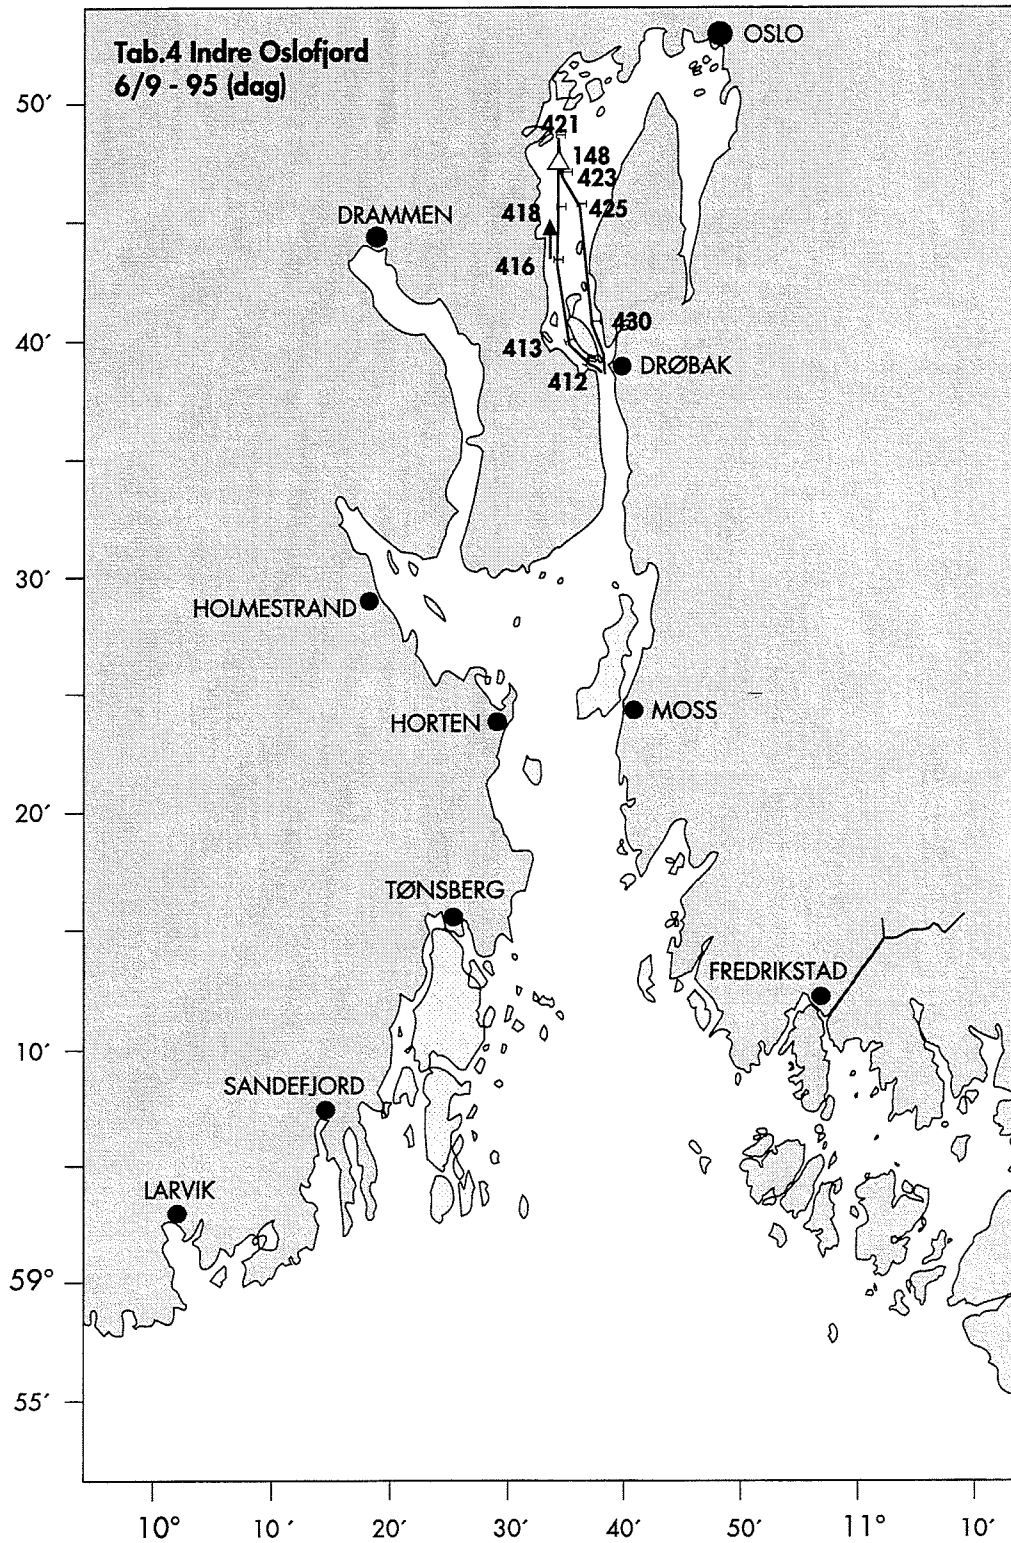 Tab.4 Indre Oslofjord
6/9 - 95 (dag)
OSLO
50′
421
148
423
DRAMMEN
418
425
416
430
40′
413
DRØBAK
412
30′
HOLMESTRAND
HORTEN
MOSS
20′
TØNSBERG
FREDRIKSTAD
10′
SANDEFJORD
LARVIK
59°
55′
10° 10′ 20′ 30′ 40′ 50′ 11° 10′